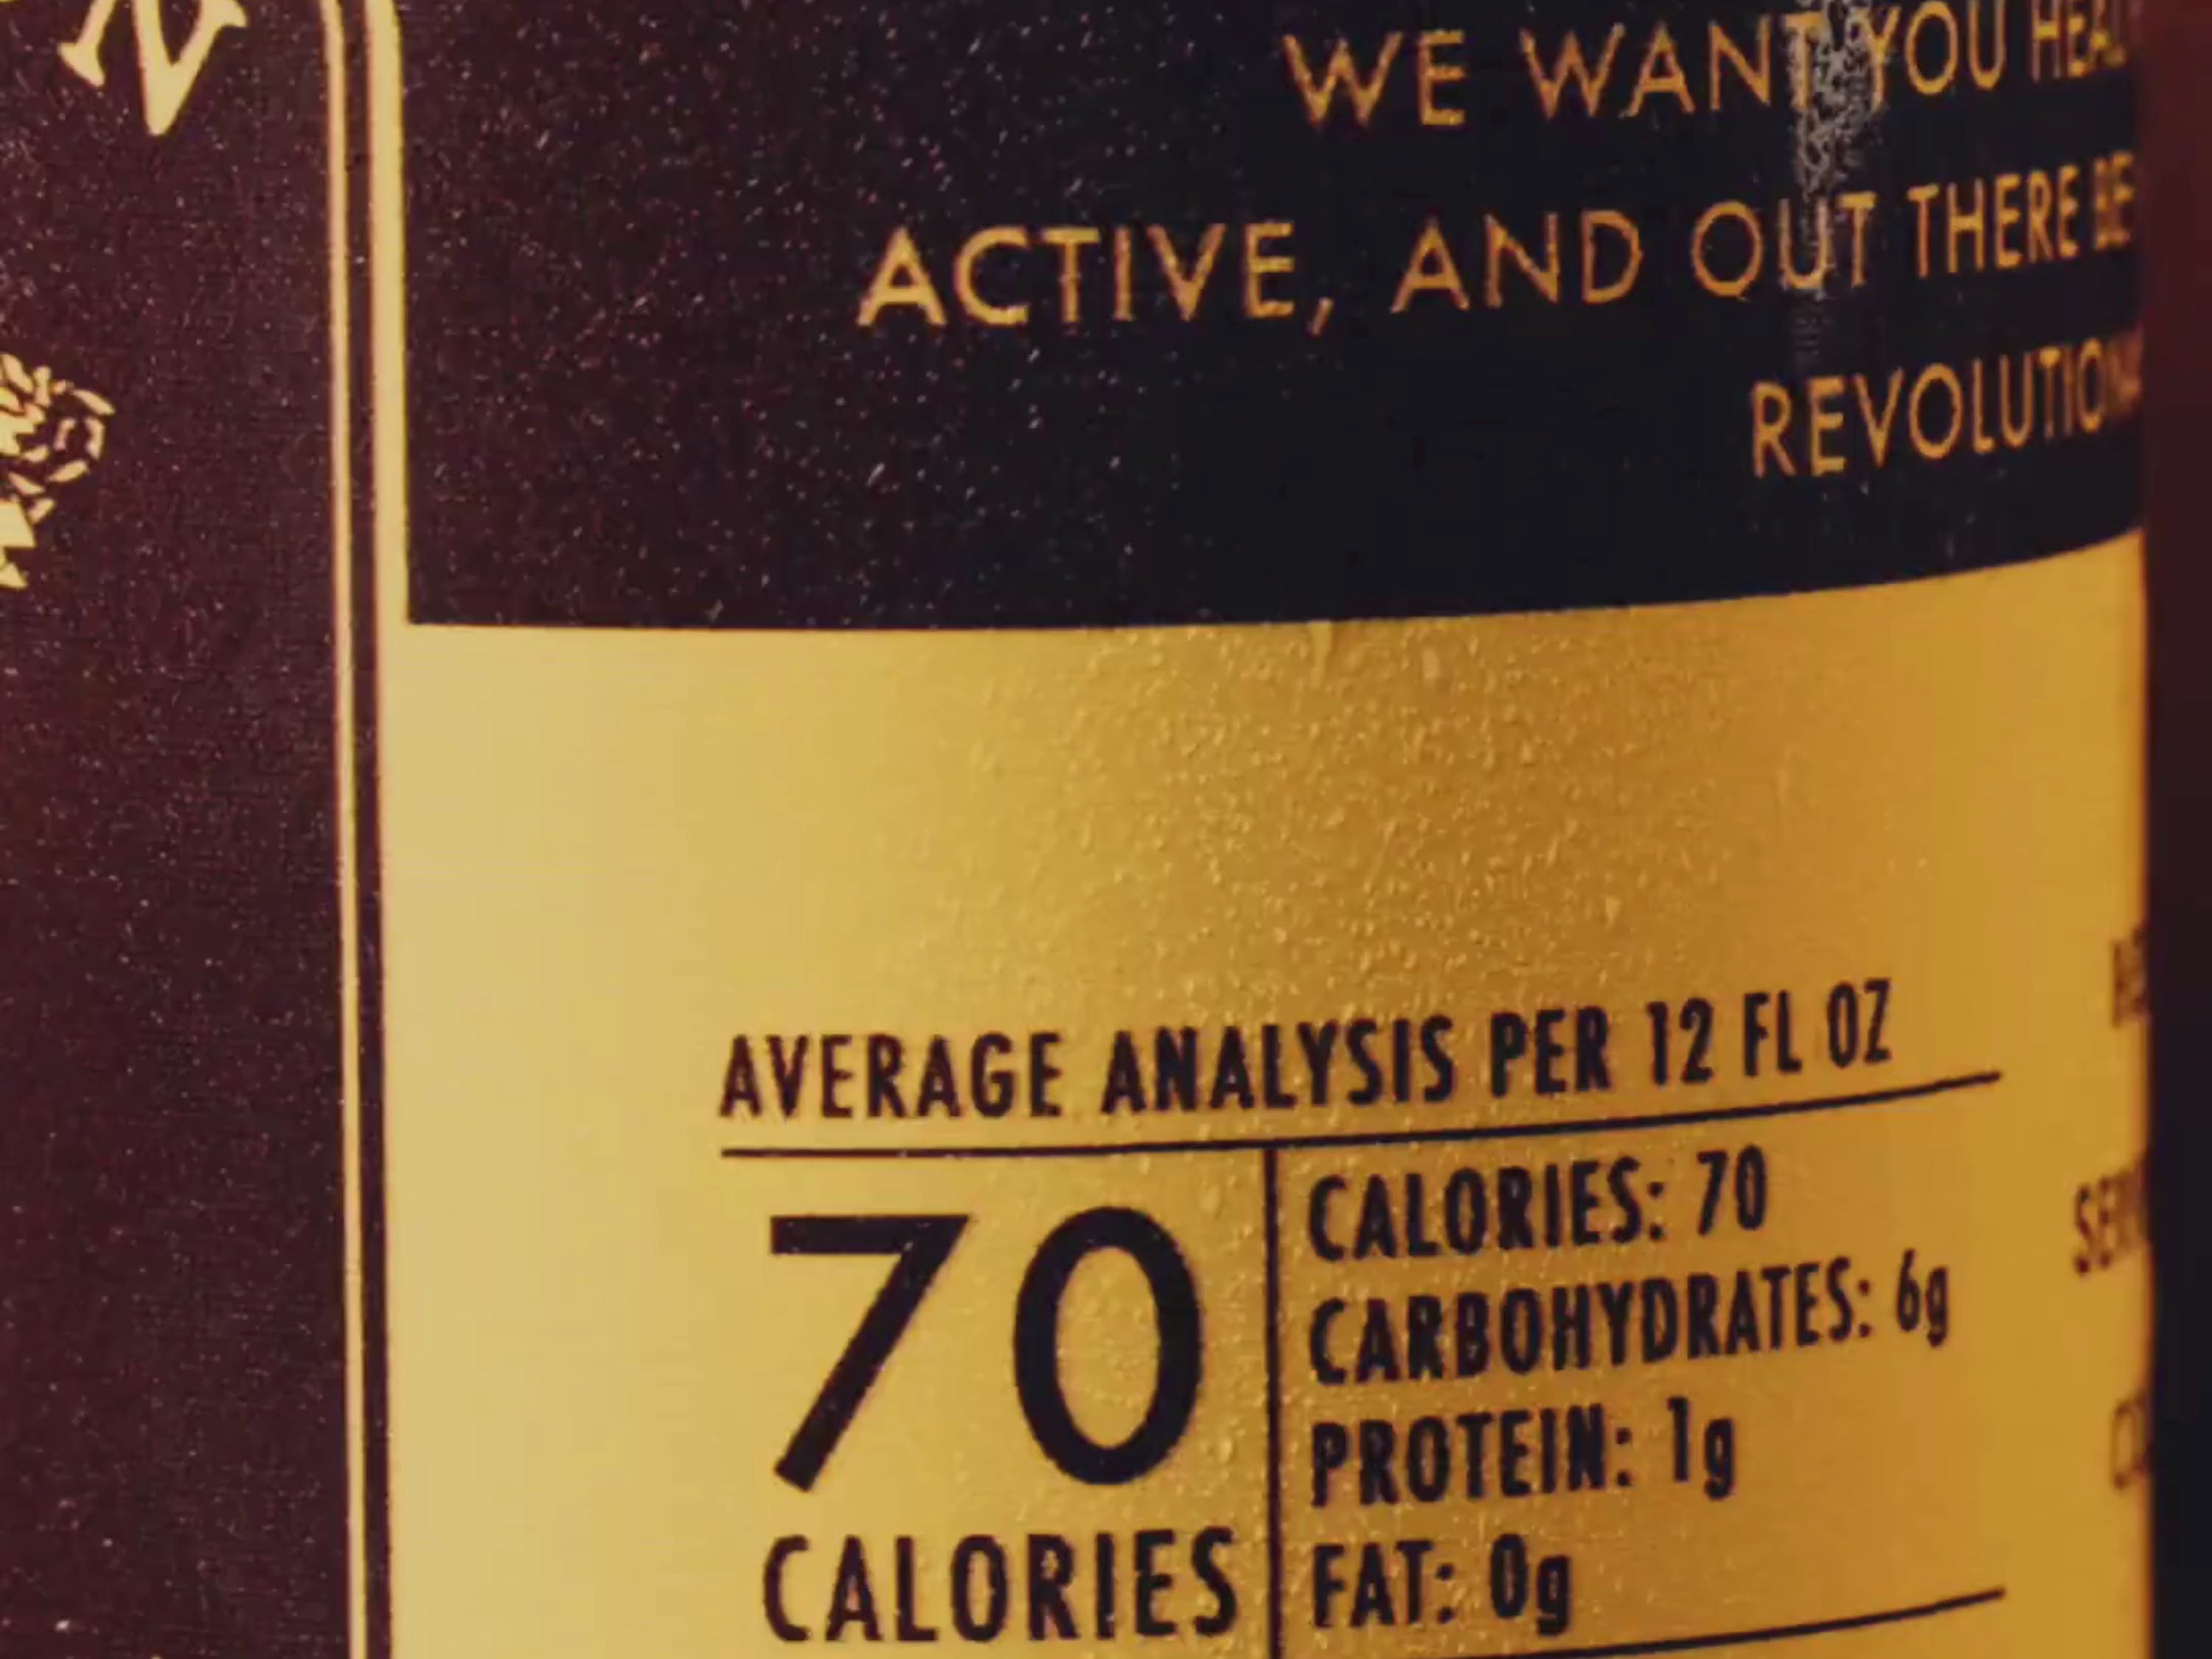 N
WE WANT YOU
ACTIVE, AND OUT THERE BE
AVERAGE ANALYSIS PER 12 FL OZ
70
CALORIES
CALORIES: 70
CARBOHYDRATES: 6g
PROTEIN: 1g
FAT: 0g